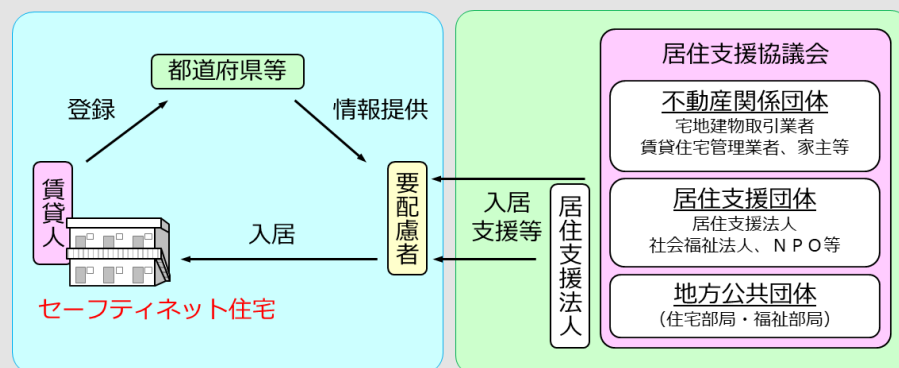 都道府県等
登録
情報提供
賃貸人
要配慮者
入居
セーフティネット住宅
入居
支援等
居住支援法人
居住支援協議会
不動産関係団体
宅地建物取引業者
賃貸住宅管理業者、家主等
居住支援団体
居住支援法人
社会福祉法人、ＮＰＯ等
地方公共団体
（住宅部局・福祉部局）